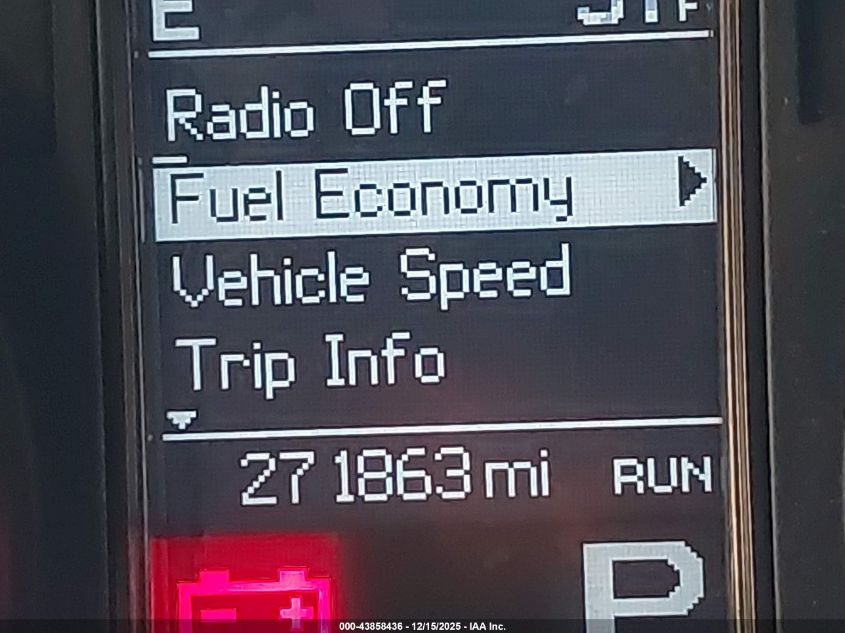 E
Radio Off
Fuel Economy
Vehicle Speed
Trip Info
271863 mi RUN
P
000-43858436 - 12/15/2025 - IAA Inc.